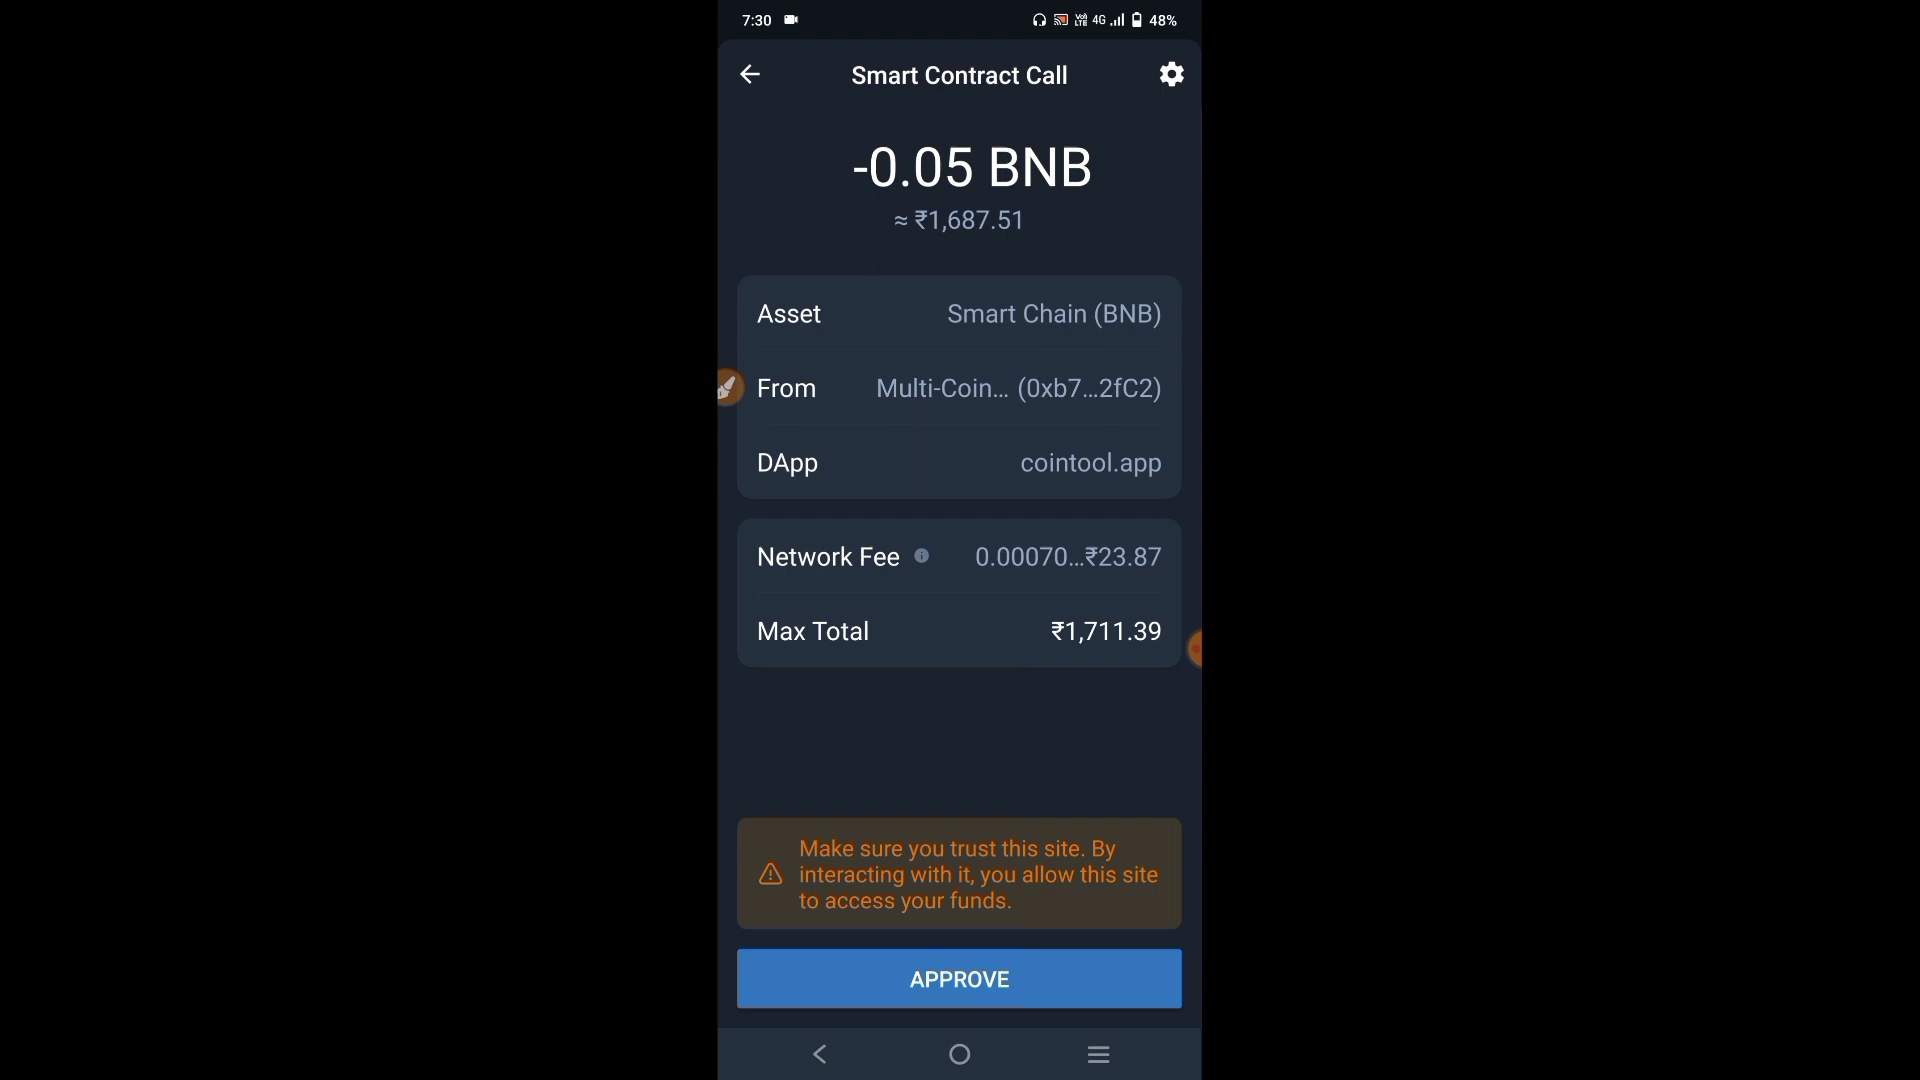 7:30 4G 48%
Smart Contract Call
-0.05 BNB
≈ ₹1,687.51
Asset Smart Chain (BNB)
From Multi-Coin... (0xb7...2fC2)
DApp cointool.app
Network Fee 0.00070...₹23.87
Max Total ₹1,711.39
Make sure you trust this site. By
interacting with it, you allow this site
to access your funds.
APPROVE